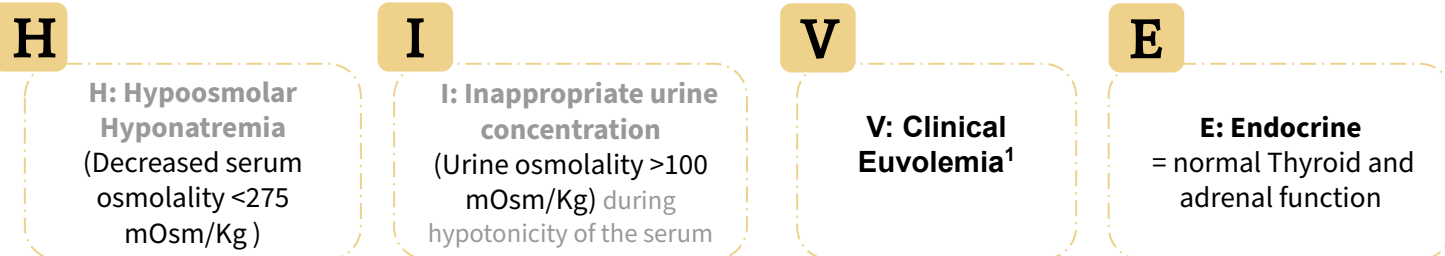 H
H: Hypoosmolar
Hyponatremia
(Decreased serum
osmolality <275
mOsm/Kg )
I
I: Inappropriate urine
concentration
(Urine osmolality >100
mOsm/Kg) during
hypotonicity of the serum
V
V: Clinical
Euvolemia¹
E
E: Endocrine
= normal Thyroid and
adrenal function